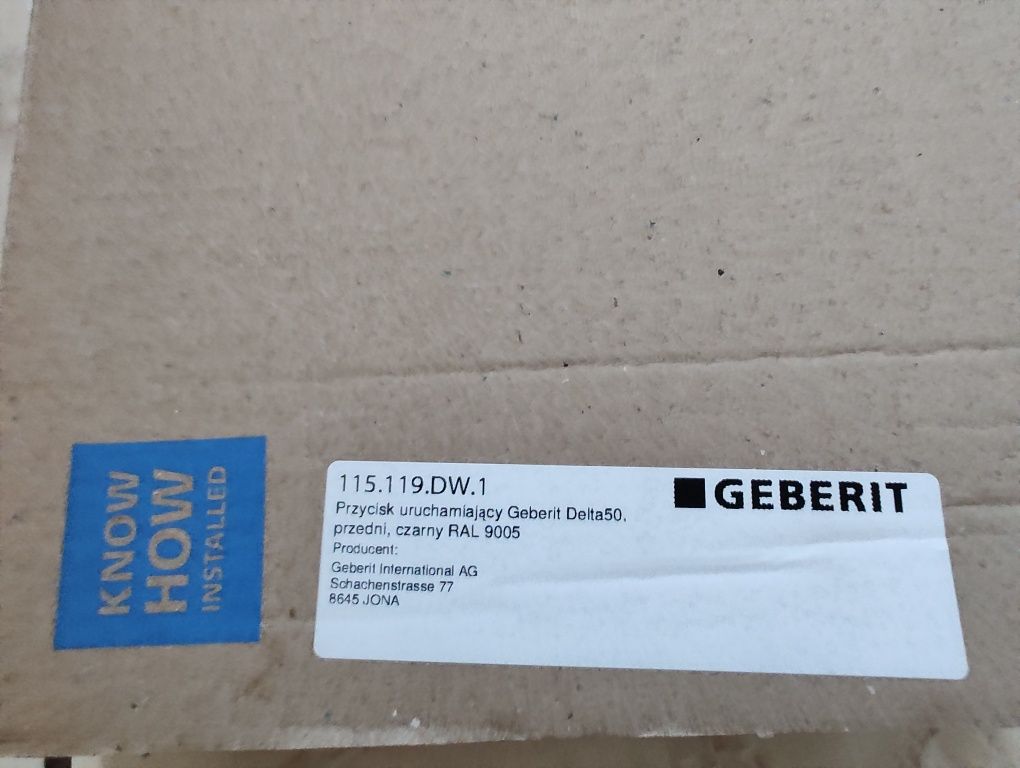 KNOW
HOW
INSTALLED
115.119.DW.1
GEBERIT
Przycisk uruchamiający Geberit Delta50,
przedni, czarny RAL 9005
Producent:
Geberit International AG
Schachenstrasse 77
8645 JONA